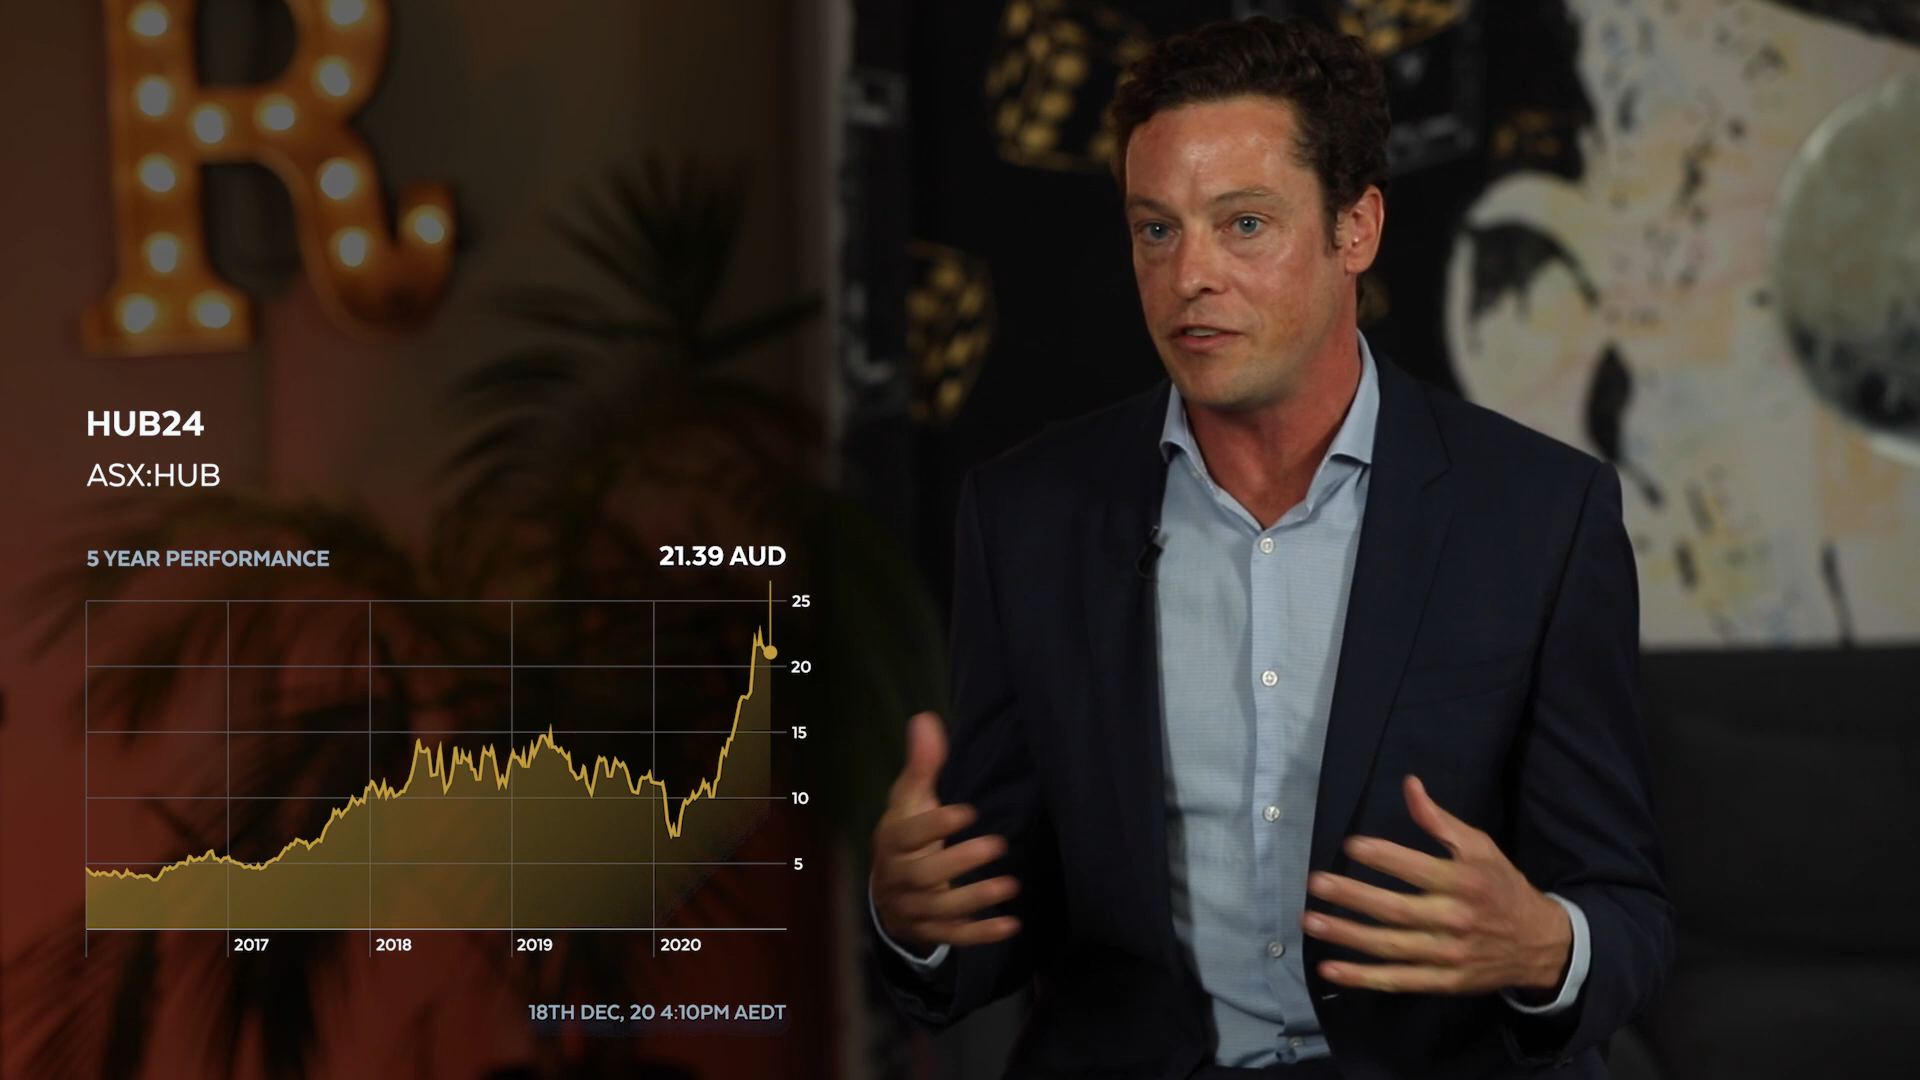 R
HUB24
ASX:HUB
5 YEAR PERFORMANCE
21.39 AUD
25
20
15
10
5
2017
2018
2019
2020
18TH DEC, 20 4:10PM AEDT